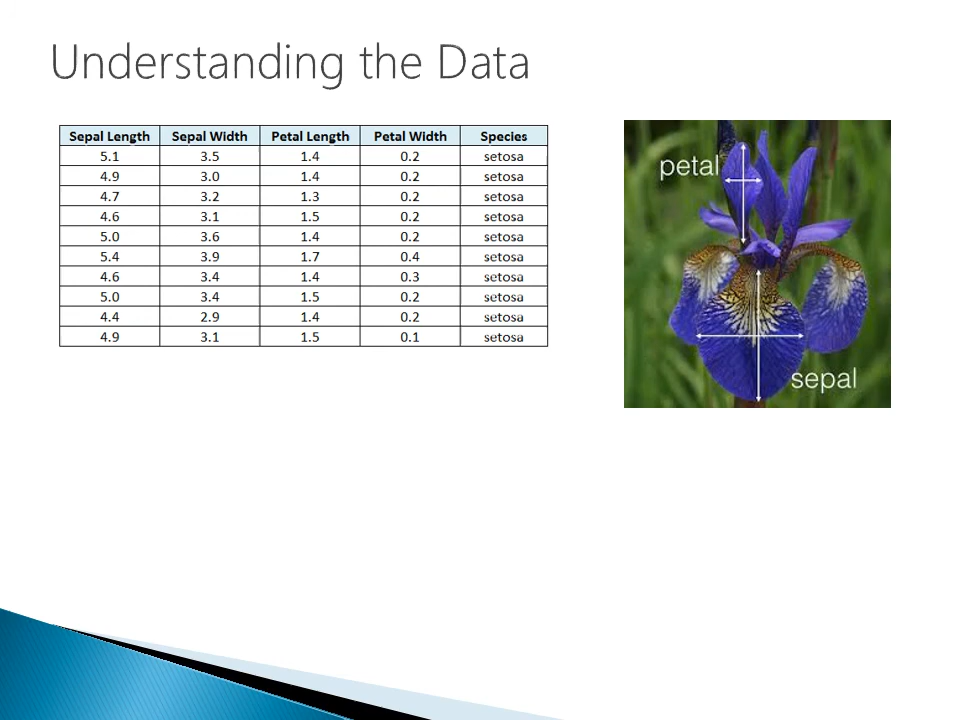 Understanding the Data
Sepal Length Sepal Width Petal Length Petal Width Species
5.1 3.5 1.4 0.2 setosa
4.9 3.0 1.4 0.2 setosa
4.7 3.2 1.3 0.2 setosa
4.6 3.1 1.5 0.2 setosa
5.0 3.6 1.4 0.2 setosa
5.4 3.9 1.7 0.4 setosa
4.6 3.4 1.4 0.3 setosa
5.0 3.4 1.5 0.2 setosa
4.4 2.9 1.4 0.2 setosa
4.9 3.1 1.5 0.1 setosa
petal
sepal